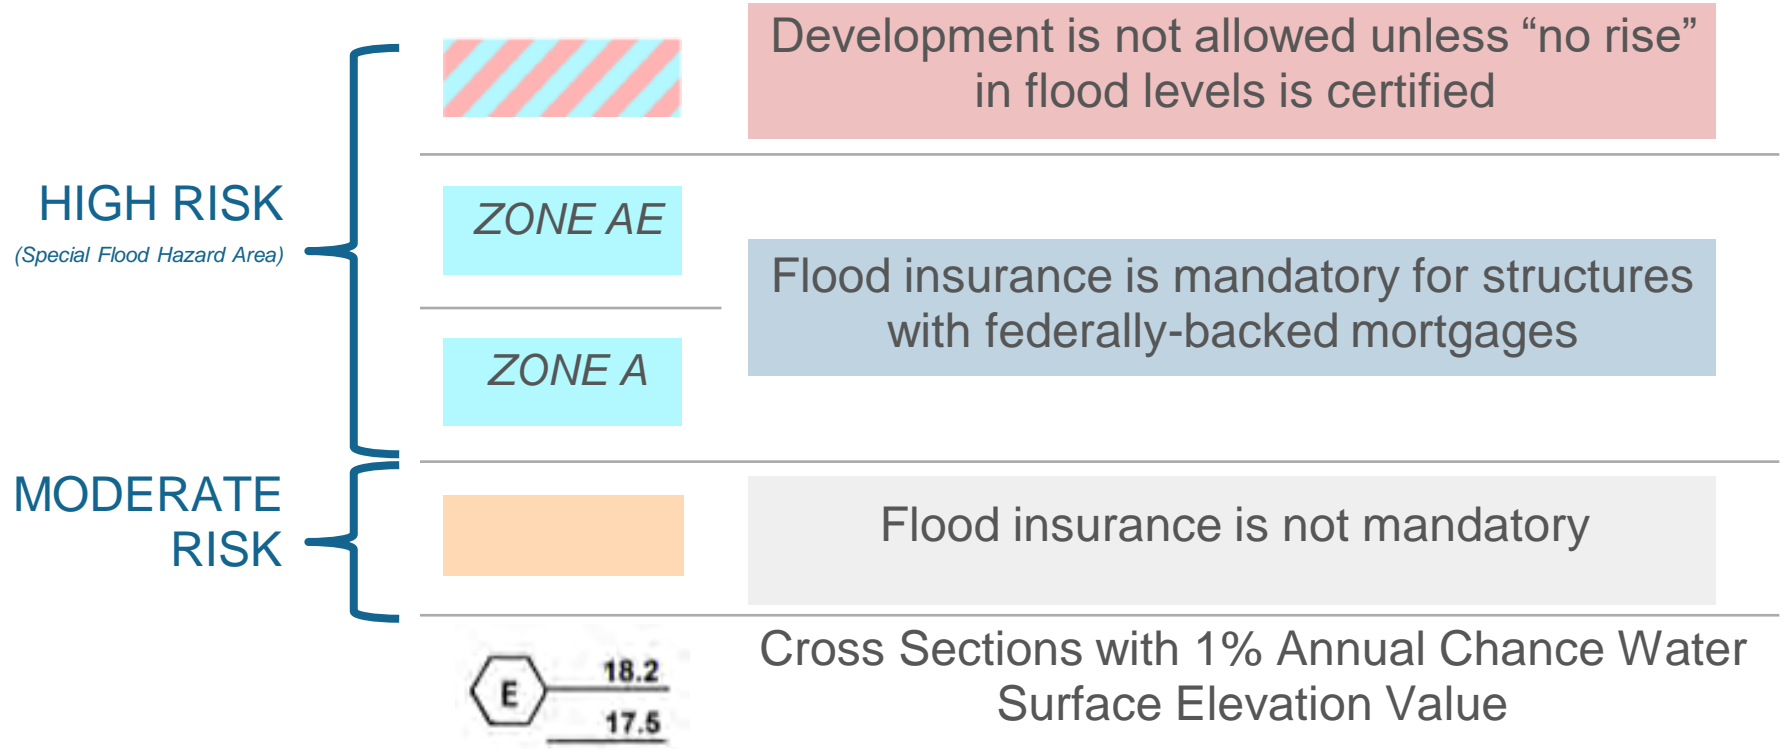 Development is not allowed unless “no rise”
in flood levels is certified
HIGH RISK
(Special Flood Hazard Area)
ZONE AE
Flood insurance is mandatory for structures
with federally-backed mortgages
ZONE A
MODERATE
RISK
Flood insurance is not mandatory
E
18.2
17.5
Cross Sections with 1% Annual Chance Water
Surface Elevation Value